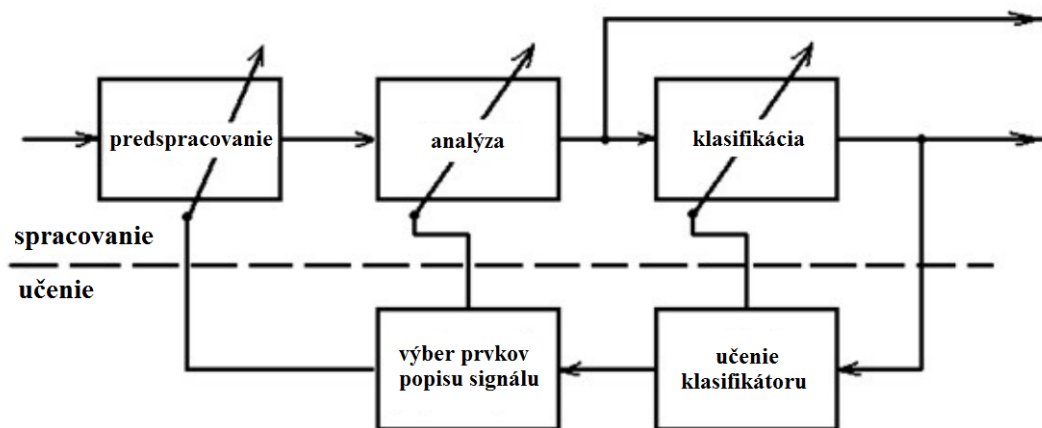 predspracovanie
analýza
klasifikácia
spracovanie
učenie
výber prvkov
popisu signálu
učenie
klasifikátoru